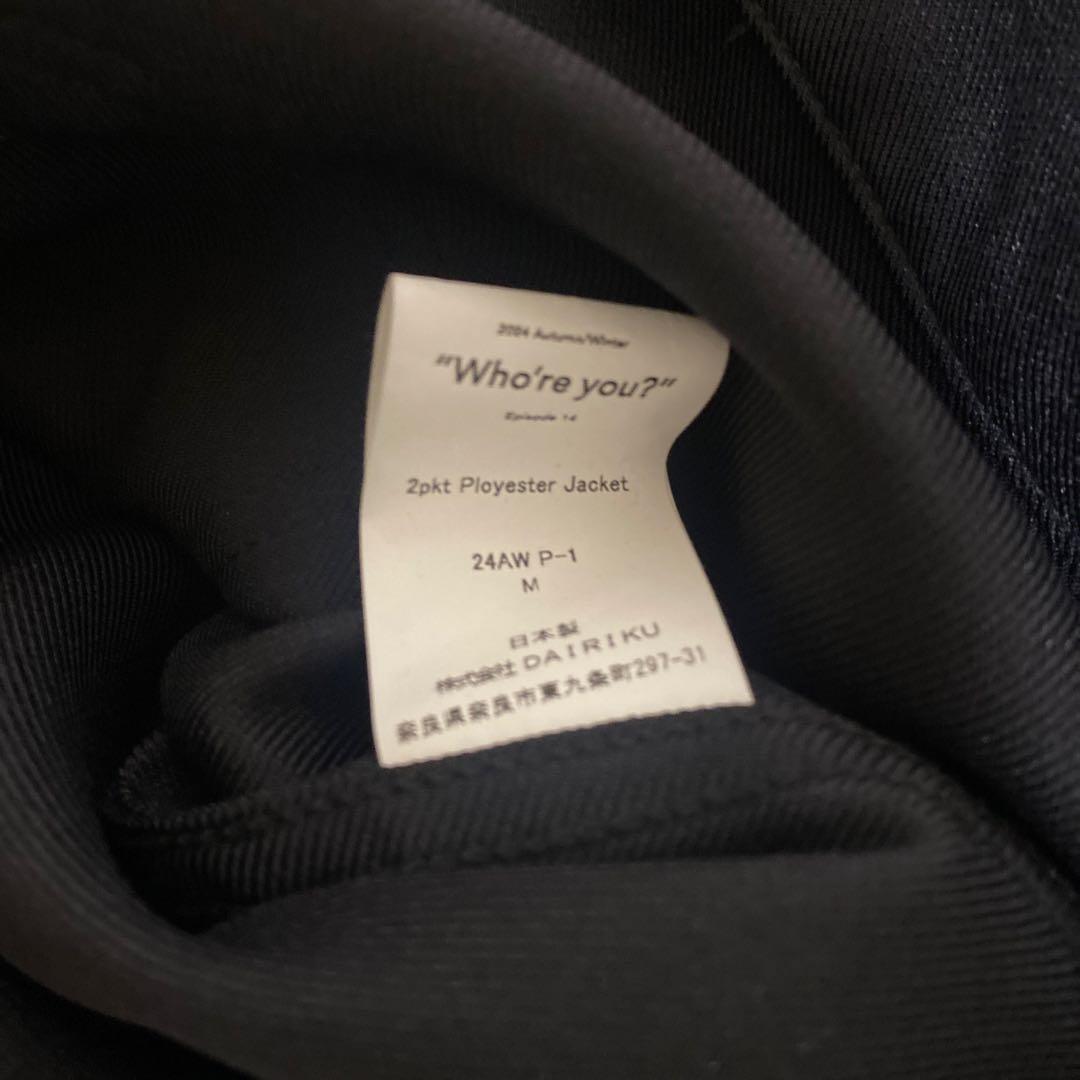 2024 Autumn/Winter
"Who're you?"
Episode 14
2pkt Ployester Jacket
24AW P-1
M
日本製
株式会社 DAIRIKU
奈良県奈良市東九条町297-31